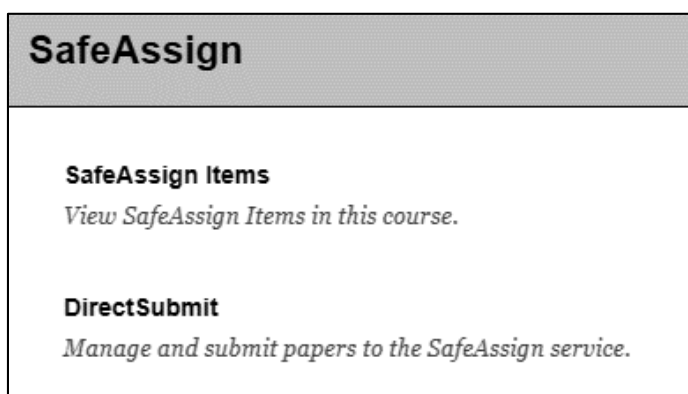 SafeAssign
SafeAssign Items
View SafeAssign Items in this course.
DirectSubmit
Manage and submit papers to the SafeAssign service.